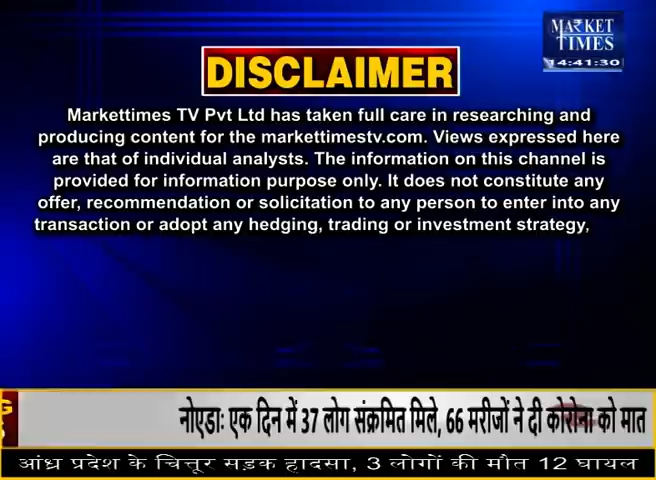 MARKET
TIMES
14:41:30
DISCLAIMER
Markettimes TV Pvt Ltd has taken full care in researching and
producing content for the markettimestv.com. Views expressed here
are that of individual analysts. The information on this channel is
provided for information purpose only. It does not constitute any
offer, recommendation or solicitation to any person to enter into any
transaction or adopt any hedging, trading or investment strategy,
नोएडाः एक दिन में 37 लोग संक्रमित मिले, 66 मरीजों ने दी कोरोना को मात
आंध्र प्रदेश के चित्तूर सड़क हादसा, 3 लोगों की मौत 12 घायल